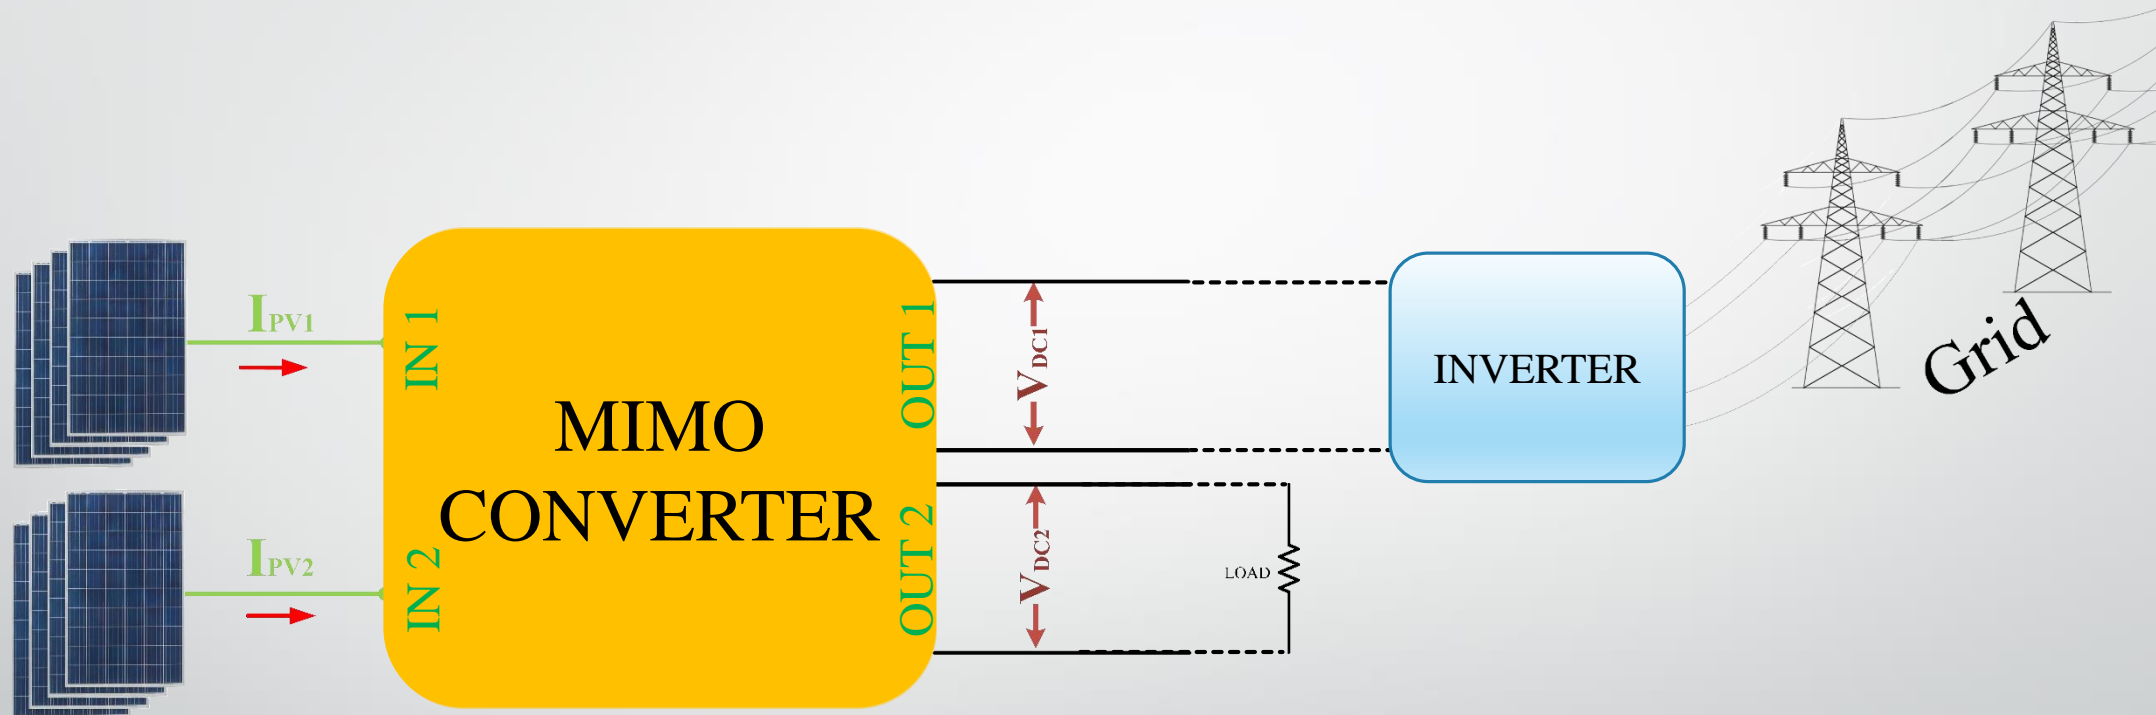 IPV1
IN 1
OUT 1
VDC1
MIMO
CONVERTER
INVERTER
Grid
IPV2
IN 2
OUT 2
VDC2
LOAD